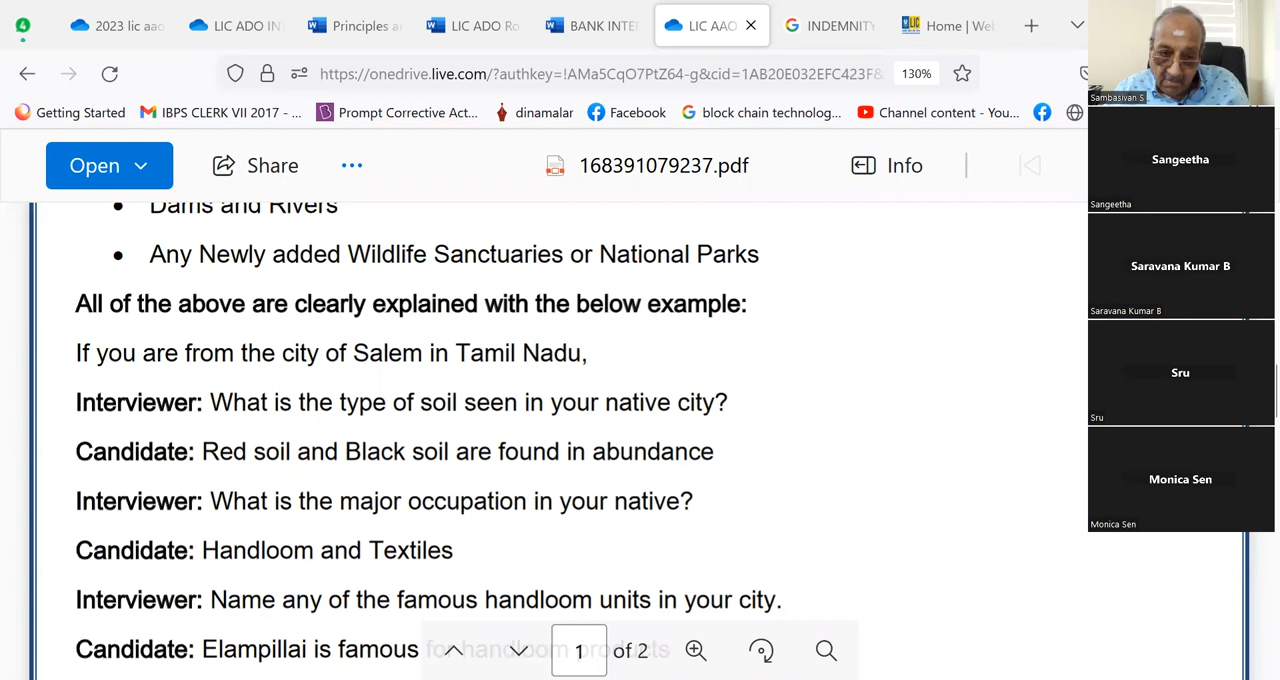 2023 lic aao
LIC ADO IN
Principles a
LIC ADO Ro
BANK INTE
LIC AAO
INDEMNITY
Home | Wel
https://onedrive.live.com/?authkey=!AMa5CqO7PtZ64-g&cid=1AB20E032EFC423F&
130%
Getting Started
IBPS CLERK VII 2017 - ...
Prompt Corrective Act...
dinamalar
Facebook
block chain technolog...
Channel content - You...
Open
Share
168391079237.pdf
Info
• Dams and Rivers
• Any Newly added Wildlife Sanctuaries or National Parks
All of the above are clearly explained with the below example:
If you are from the city of Salem in Tamil Nadu,
Interviewer: What is the type of soil seen in your native city?
Candidate: Red soil and Black soil are found in abundance
Interviewer: What is the major occupation in your native?
Candidate: Handloom and Textiles
Interviewer: Name any of the famous handloom units in your city.
Candidate: Elampillai is famous for handloom products
1 of 2
Sambasivan S
Sangeetha
Sangeetha
Saravana Kumar B
Saravana Kumar B
Sru
Sru
Monica Sen
Monica Sen